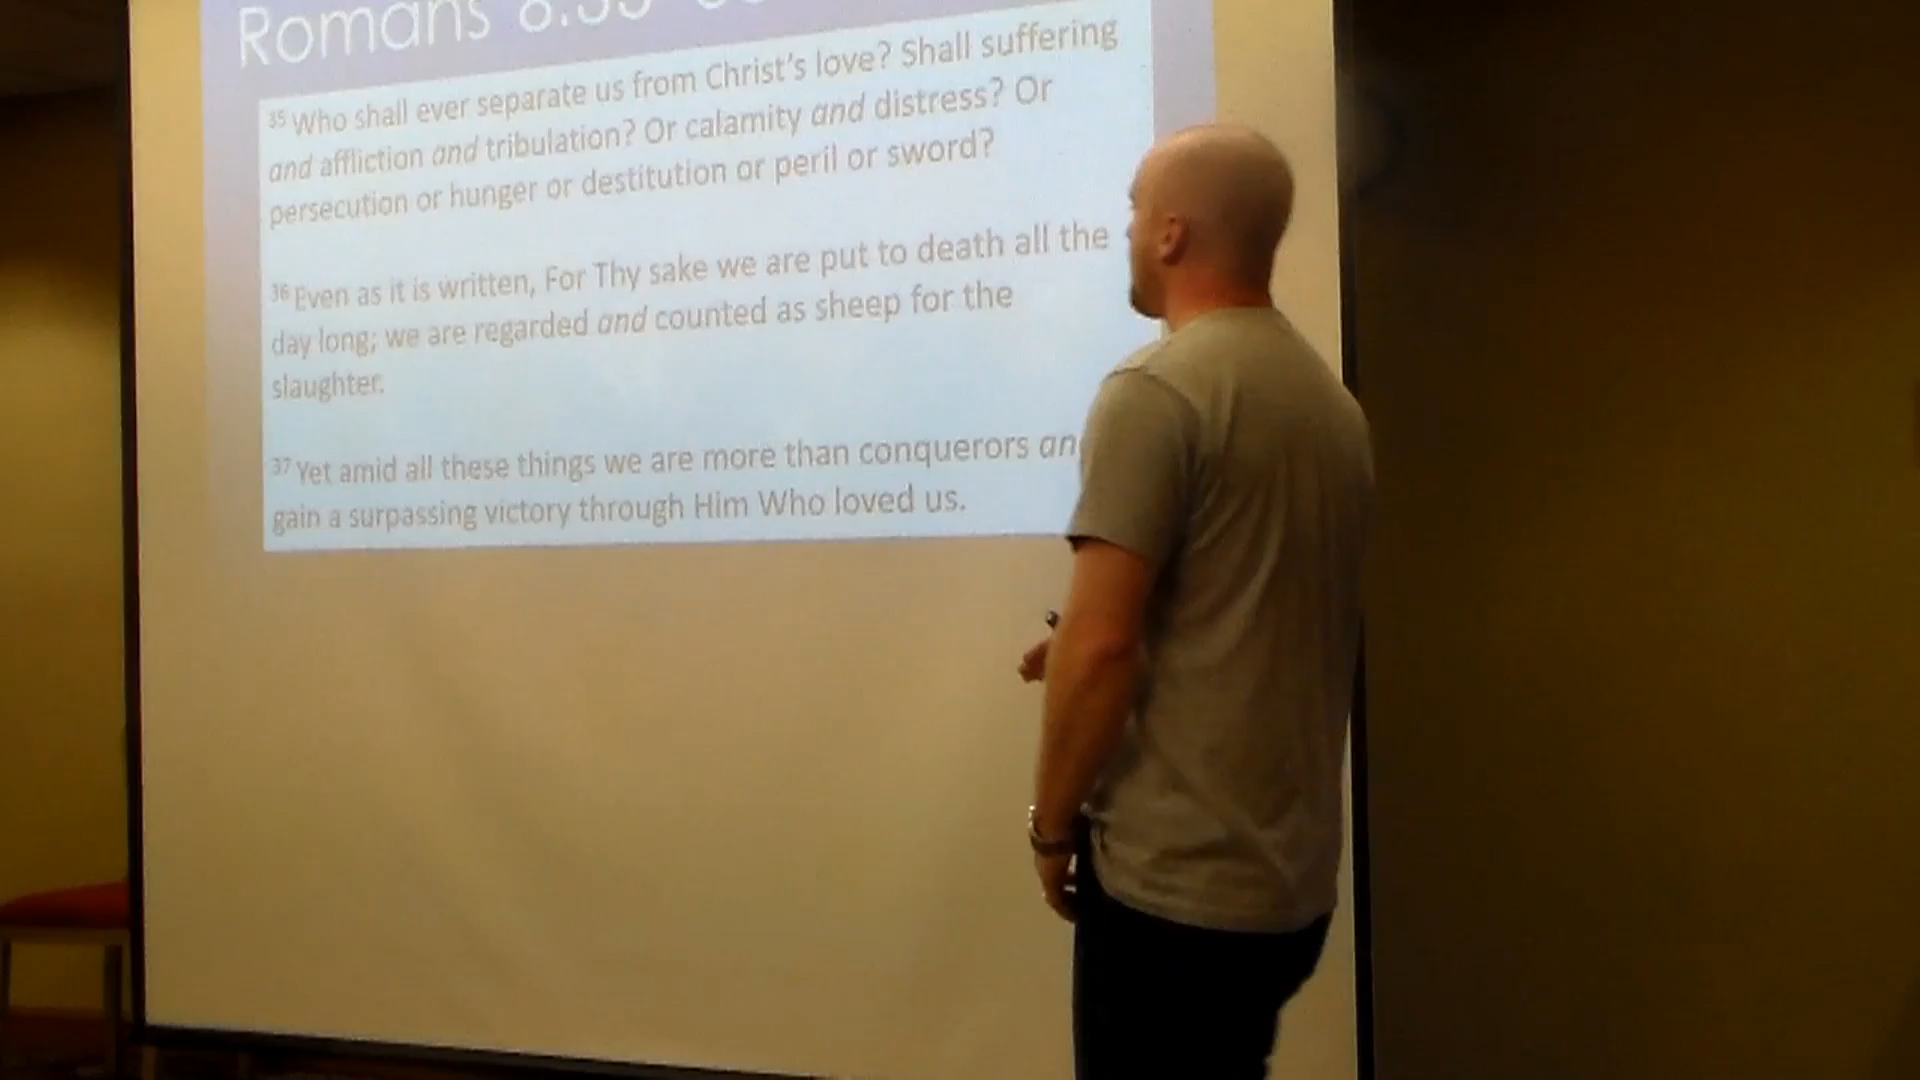 Romans 8:35
35 Who shall ever separate us from Christ's love? Shall suffering
and affliction and tribulation? Or calamity and distress? Or
persecution or hunger or destitution or peril or sword?
36 Even as it is written, For Thy sake we are put to death all the
day long; we are regarded and counted as sheep for the
slaughter.
37 Yet amid all these things we are more than conquerors an
gain a surpassing victory through Him Who loved us.